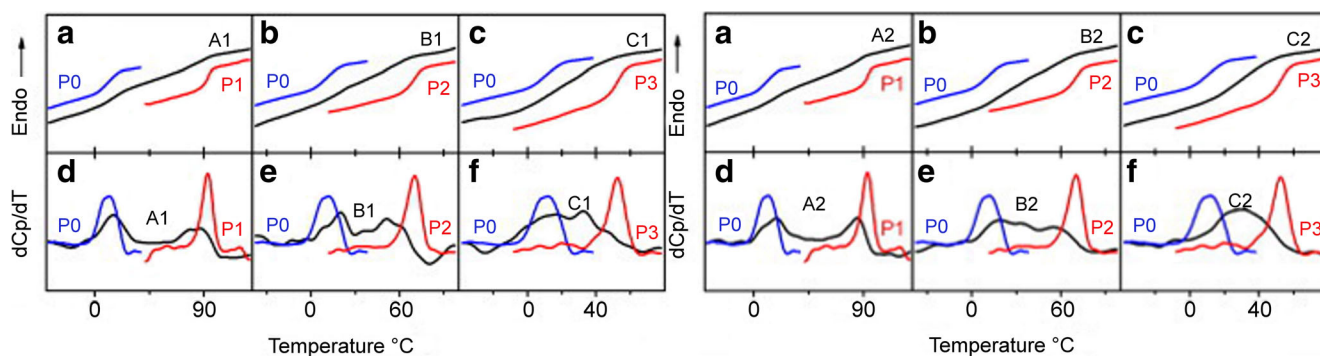 a b c a b c
A1 B1 C1 A2 B2 C2
P0 P0 P0 P0 P0 P0
P1 P2 P3 P1 P2 P3
Endo Endo
d e f d e f
P0 A1 P1 P0 B1 P2 P0 C1 P3 P0 A2 P1 P0 B2 P2 P0 C2 P3
dCp/dT dCp/dT
0 90 0 60 0 40 0 90 0 60 0 40
Temperature °C Temperature °C